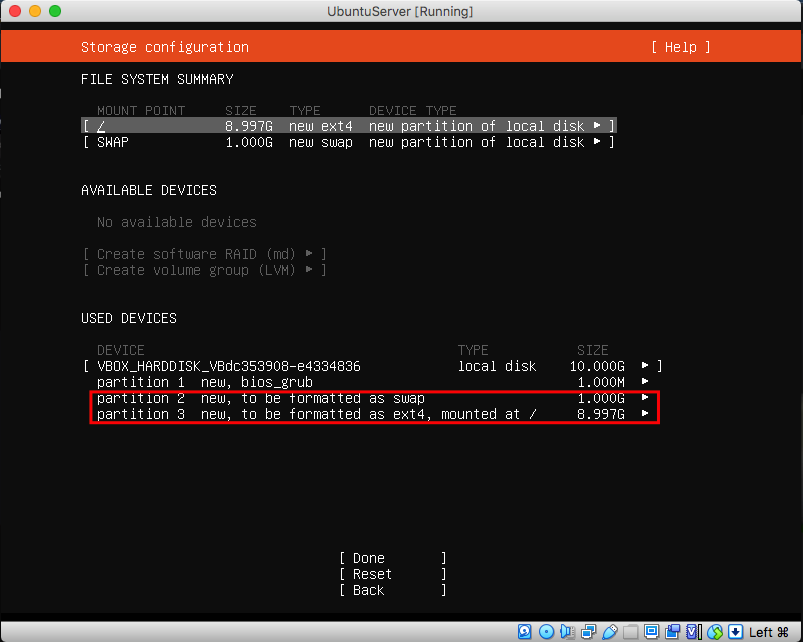 UbuntuServer [Running]
Storage configuration [ Help ]
FILE SYSTEM SUMMARY
MOUNT POINT SIZE TYPE DEVICE TYPE
[ / 8.997G new ext4 new partition of local disk ▸ ]
[ SWAP 1.000G new swap new partition of local disk ▸ ]
AVAILABLE DEVICES
No available devices
[ Create software RAID (md) ▸ ]
[ Create volume group (LVM) ▸ ]
USED DEVICES
DEVICE TYPE SIZE
[ VBOX_HARDDISK_VBdc353908-e4334836 local disk 10.000G ▸ ]
partition 1 new, bios_grub 1.000M ▸
partition 2 new, to be formatted as swap 1.000G ▸
partition 3 new, to be formatted as ext4, mounted at / 8.997G ▸
[ Done ]
[ Reset ]
[ Back ]
Left ⌘